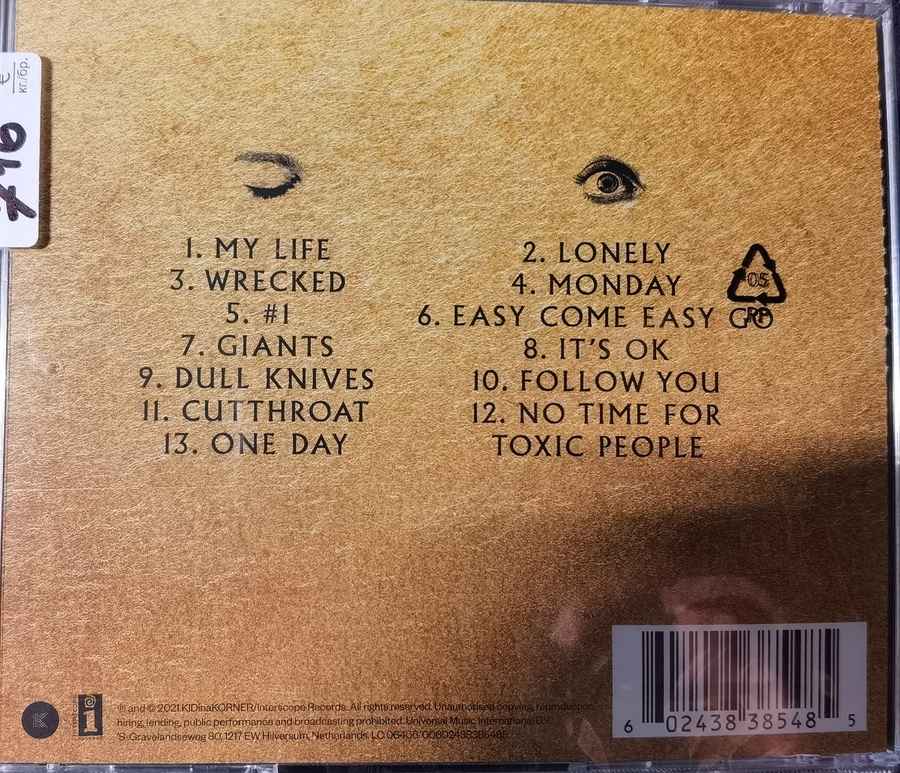 €
кг/бр.
1. MY LIFE
2. LONELY
3. WRECKED
4. MONDAY
5. #1
6. EASY COME EASY GO
7. GIANTS
8. IT'S OK
9. DULL KNIVES
10. FOLLOW YOU
11. CUTTHROAT
12. NO TIME FOR
TOXIC PEOPLE
13. ONE DAY
05
℗ and © 2021 KIDinaKORNER/Interscope Records. All rights reserved. Unauthorised copying, reproduction,
hiring, lending, public performance and broadcasting prohibited. Universal Music International B.V.
'S-Gravelandseweg 80, 1217 EW Hilversum, Netherlands. LC 06406 00602438385485
K
i
6 02438 38548 5